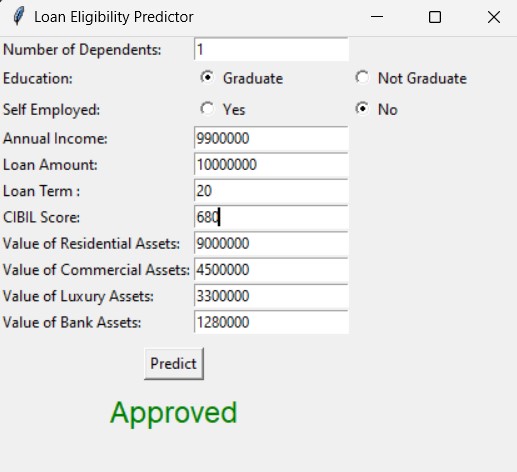 Loan Eligibility Predictor
Number of Dependents: 1
Education: Graduate Not Graduate
Self Employed: Yes No
Annual Income: 9900000
Loan Amount: 10000000
Loan Term : 20
CIBIL Score: 680
Value of Residential Assets: 9000000
Value of Commercial Assets: 4500000
Value of Luxury Assets: 3300000
Value of Bank Assets: 1280000
Predict
Approved